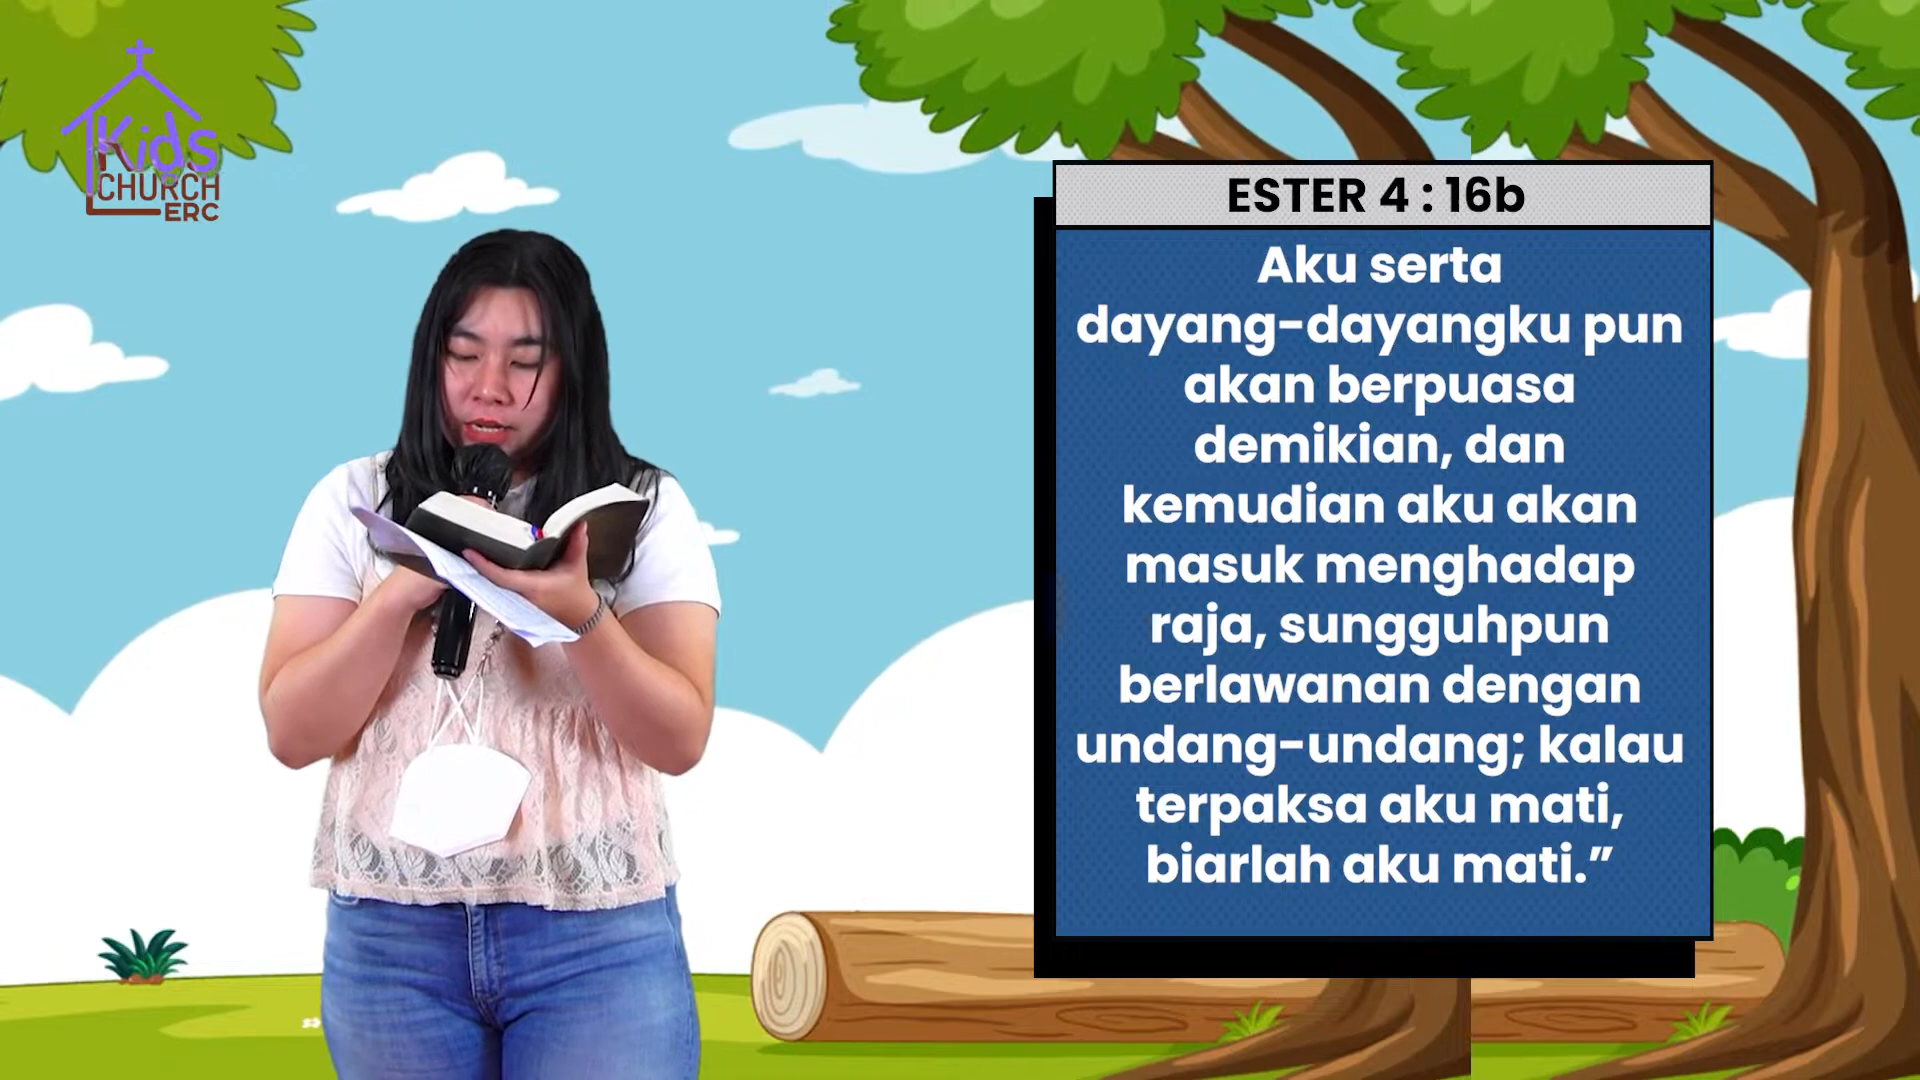 Kids
CHURCH
ERC
ESTER 4 : 16b
Aku serta
dayang-dayangku pun
akan berpuasa
demikian, dan
kemudian aku akan
masuk menghadap
raja, sungguhpun
berlawanan dengan
undang-undang; kalau
terpaksa aku mati,
biarlah aku mati.”